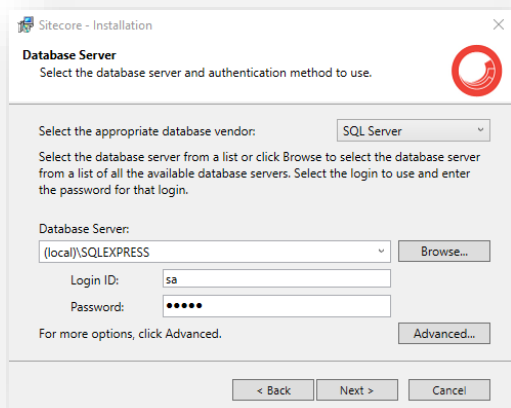 Sitecore - Installation
Database Server
Select the database server and authentication method to use.
Select the appropriate database vendor:
SQL Server
Select the database server from a list or click Browse to select the database server
from a list of all the available database servers. Select the login to use and enter
the password for that login.
Database Server:
(local)\SQLEXPRESS
Browse...
Login ID:
sa
Password:
●●●●●
For more options, click Advanced.
Advanced...
< Back
Next >
Cancel